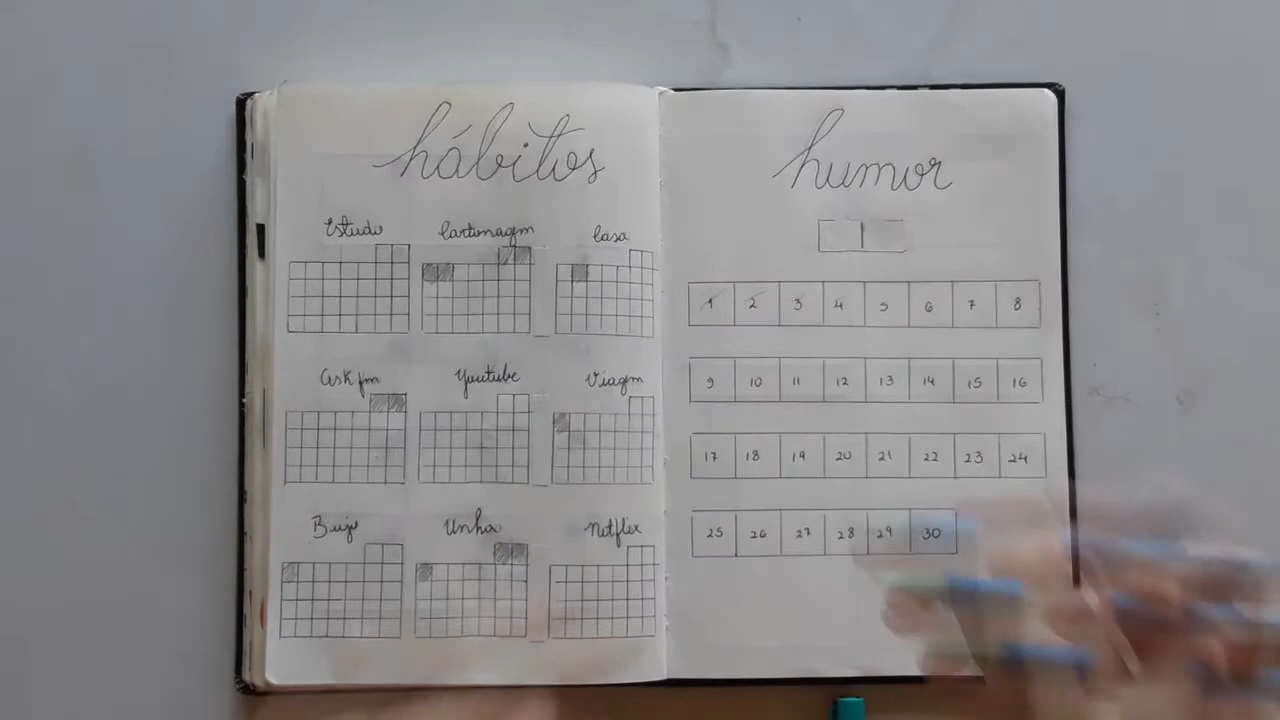 hábitos
Estudo Cartonagem Casa
ask fm Youtube Viagem
Bujo Unha Netflix
humor
1 2 3 4 5 6 7 8
9 10 11 12 13 14 15 16
17 18 19 20 21 22 23 24
25 26 27 28 29 30